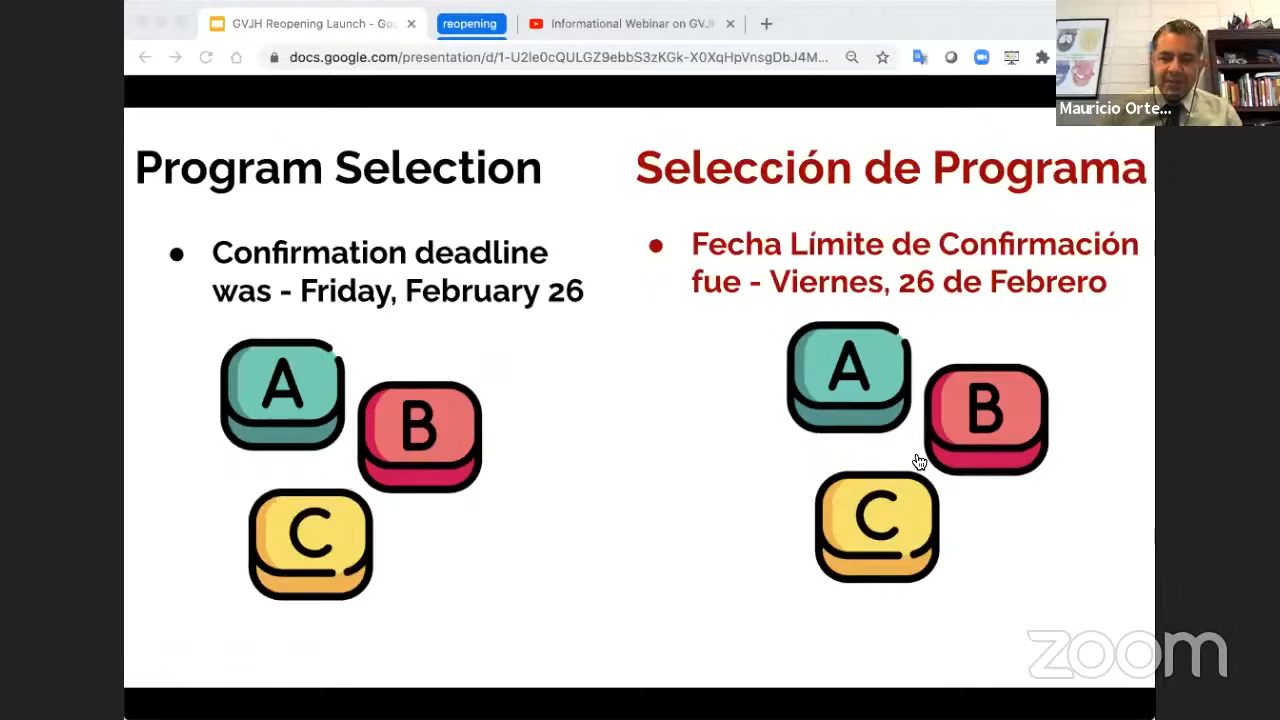 GVJH Reopening Launch - Goo
reopening
Informational Webinar on GVJH
docs.google.com/presentation/d/1-U2le0cQULGZ9ebbS3zKGk-X0XqHpVnsgDbJ4M...
Mauricio Orte...
Program Selection
Confirmation deadline
was - Friday, February 26
A
B
C
Selección de Programa
Fecha Límite de Confirmación
fue - Viernes, 26 de Febrero
A
B
C
zoom